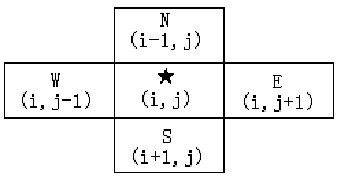 N
(i-1, j)
W ★ E
(i, j-1) (i, j) (i, j+1)
S
(i+1, j)